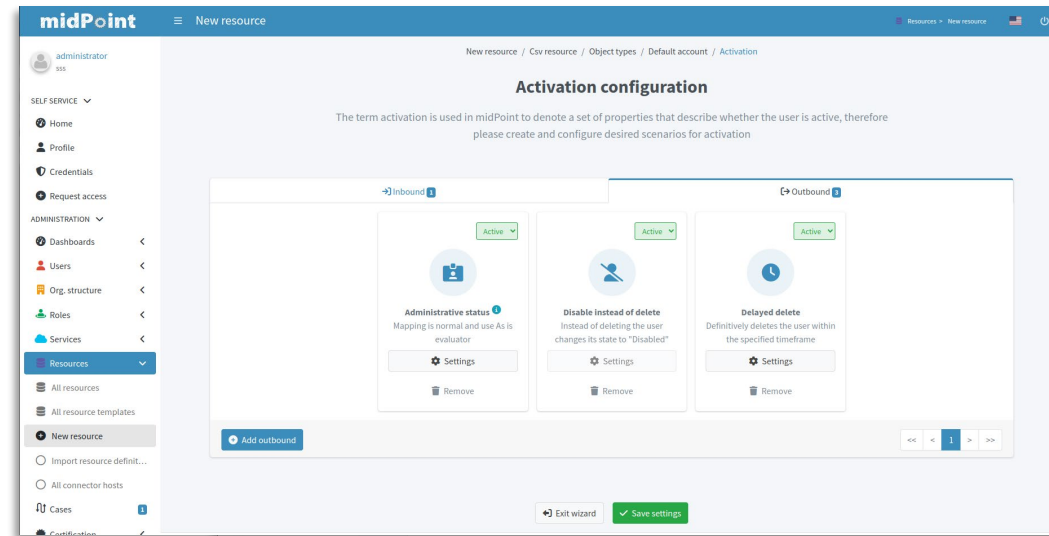 midPoint
New resource
Resources > New resource
administrator
sss
SELF SERVICE
Home
Profile
Credentials
Request access
ADMINISTRATION
Dashboards
Users
Org. structure
Roles
Services
Resources
All resources
All resource templates
New resource
Import resource definit...
All connector hosts
Cases 1
Certification
New resource / Csv resource / Object types / Default account / Activation
Activation configuration
The term activation is used in midPoint to denote a set of properties that describe whether the user is active, therefore
please create and configure desired scenarios for activation
Inbound 1
Outbound 3
Active
Administrative status
Mapping is normal and use As is
evaluator
Settings
Remove
Active
Disable instead of delete
Instead of deleting the user
changes its state to "Disabled"
Settings
Remove
Active
Delayed delete
Definitively deletes the user within
the specified timeframe
Settings
Remove
Add outbound
<< < 1 > >>
Exit wizard
Save settings